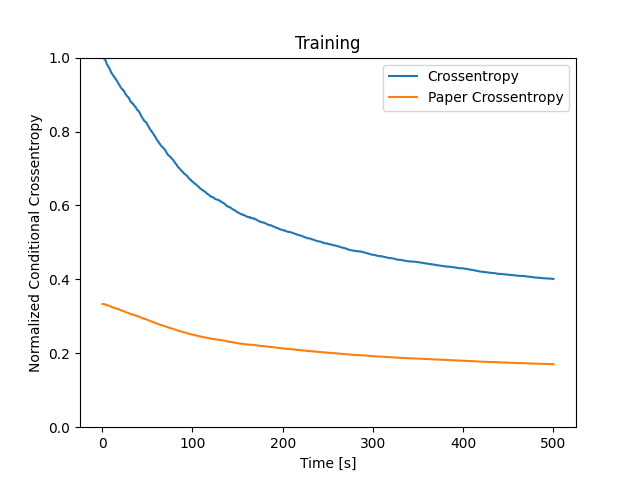 Training
Crossentropy
Paper Crossentropy
Normalized Conditional Crossentropy
1.0
0.8
0.6
0.4
0.2
0.0
0 100 200 300 400 500
Time [s]